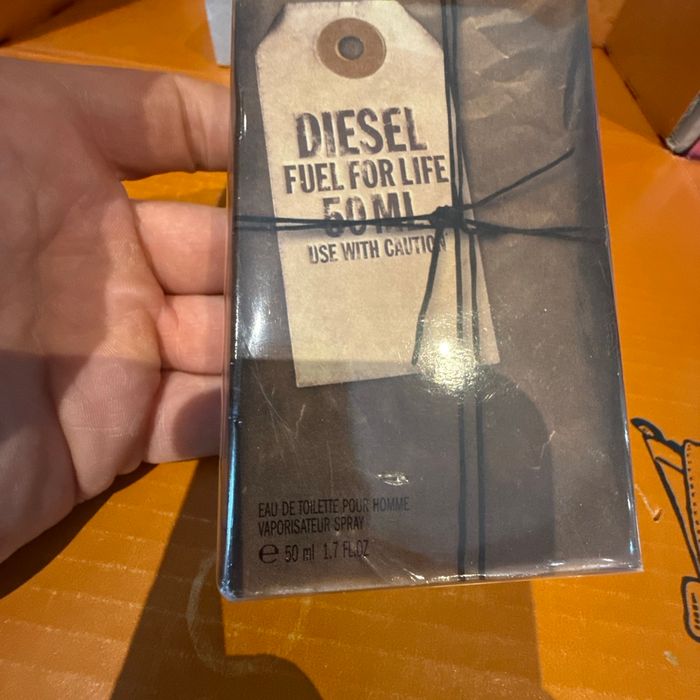 DIESEL
FUEL FOR LIFE
50 ML
USE WITH CAUTION
EAU DE TOILETTE POUR HOMME
VAPORISATEUR SPRAY
℮ 50 ml 1.7 FL.OZ